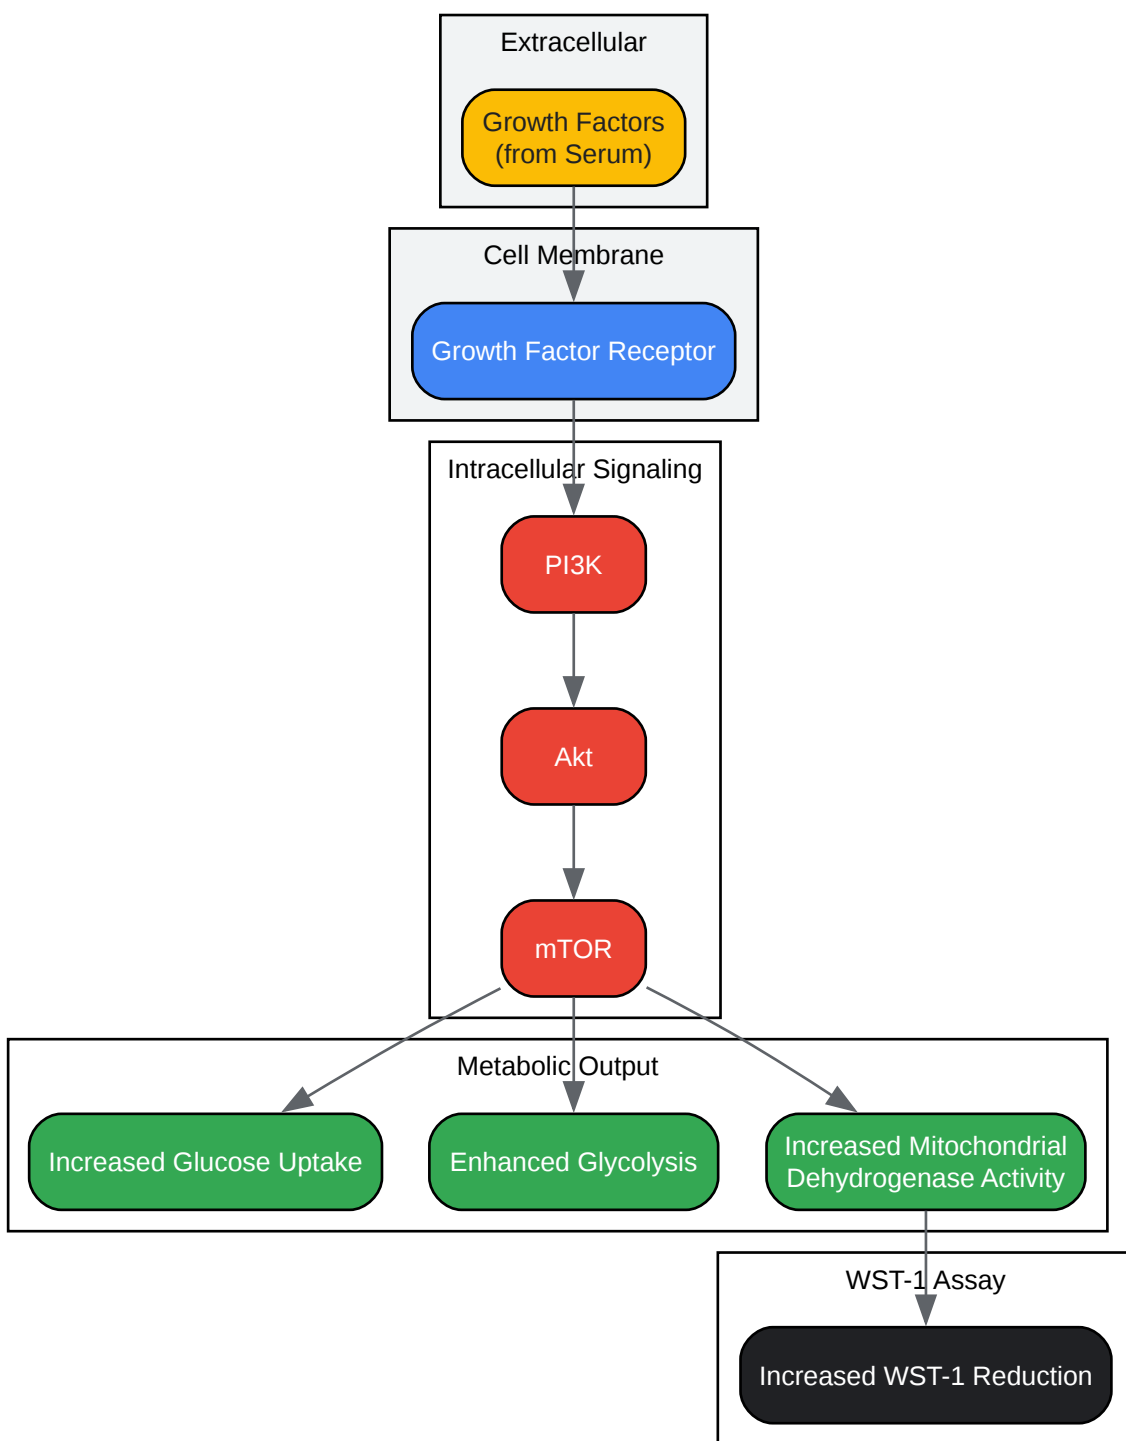 Extracellular
Growth Factors
(from Serum)
Cell Membrane
Growth Factor Receptor
Intracellular Signaling
PI3K
Akt
mTOR
Metabolic Output
Increased Glucose Uptake
Enhanced Glycolysis
Increased Mitochondrial
Dehydrogenase Activity
WST-1 Assay
Increased WST-1 Reduction